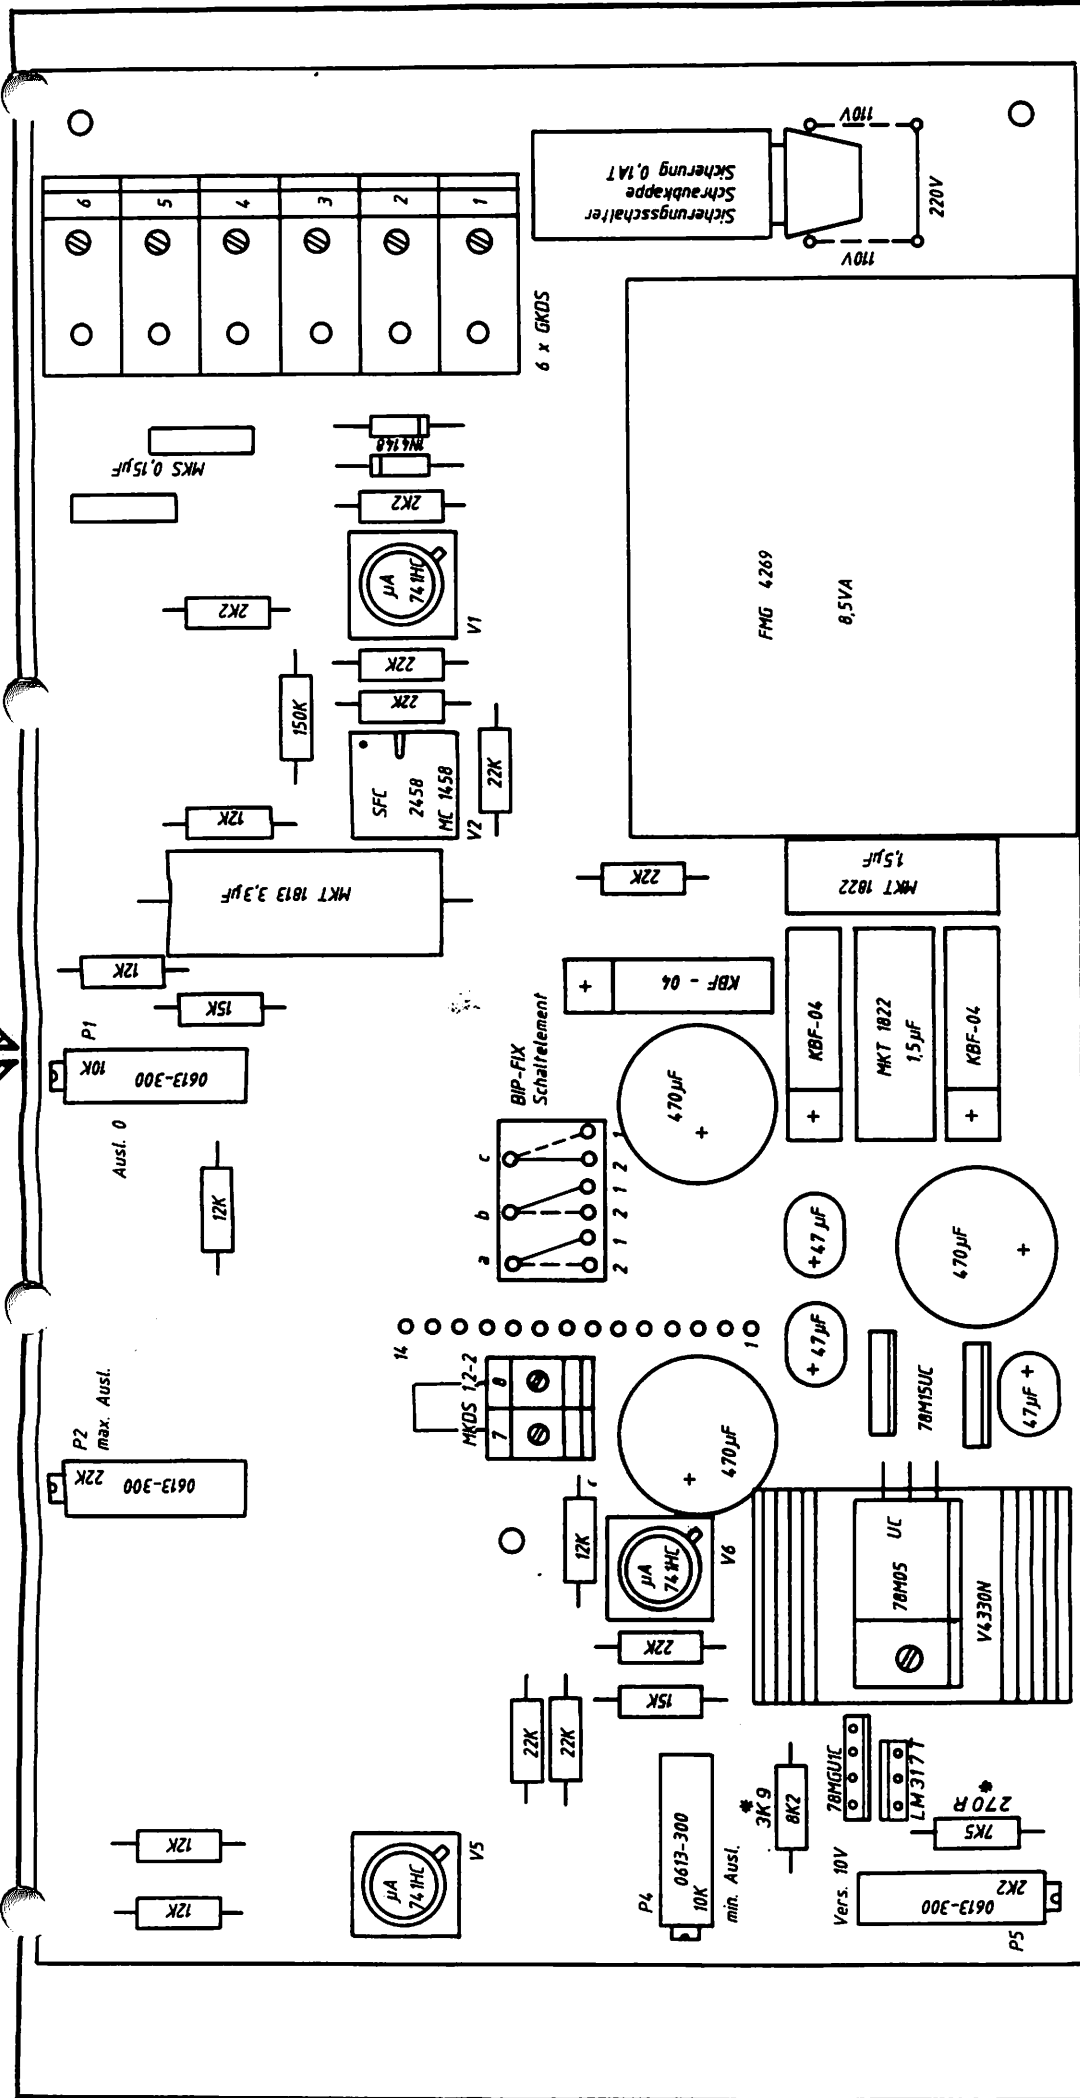 110V
110V
220V
Sicherungsschalter
Schraubkappe
Sicherung 0,1AT
6
5
4
3
2
1
6 x GKDS
MKS 0,15µF
1N4148
2K2
µA
741HC
V1
2K2
22K
22K
150K
SFC
2458
MC 1458
V2
22K
12K
MKT 1813 3,3µF
FMG 4269
8,5VA
22K
MKT 1822
1,5µF
12K
15K
P1
10K
0613-300
Ausl. 0
12K
KBF - 04
+
BIP-FIX
Schaltelement
c
b
a
1
2
1
2
1
2
470µF
+
KBF-04
+
MKT 1822
1,5µF
KBF-04
+
+47µF
470µF
+
14
1
MKDS 1,2-2
8
7
+47µF
78M15UC
47µF +
P2
max. Ausl.
22K
0613-300
470µF
+
12K
r
µA
741HC
V6
22K
15K
78M05 UC
V4330N
22K
22K
12K
12K
µA
741HC
V5
P4
0613-300
10K
min. Ausl.
*
3K9
8K2
78MGU1C
LM317T
*
270R
7K5
Vers. 10V
0613-300
2K2
P5